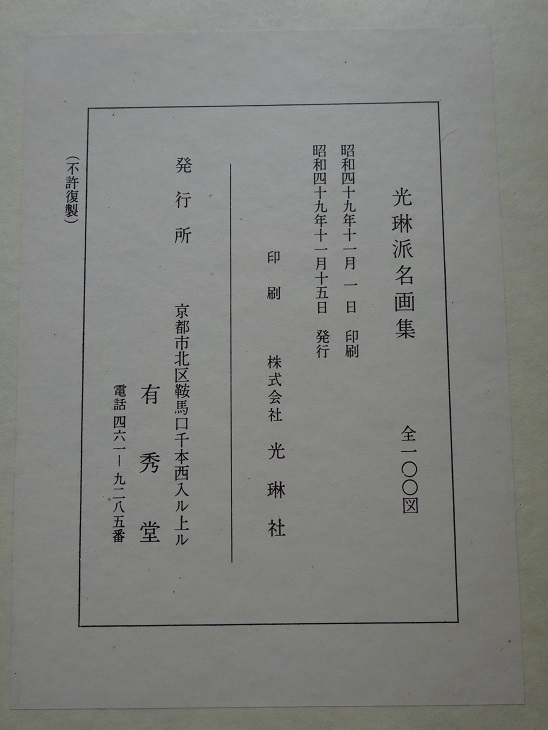 光琳派名画集　全一〇〇図
昭和四十九年十一月　一　日　印刷
昭和四十九年十一月十五日　発行
印　刷　株式会社　光　琳　社
発　行　所　京都市北区鞍馬口千本西入ル上ル
有　秀　堂
電話　四六一―九二八五番
（不許復製）